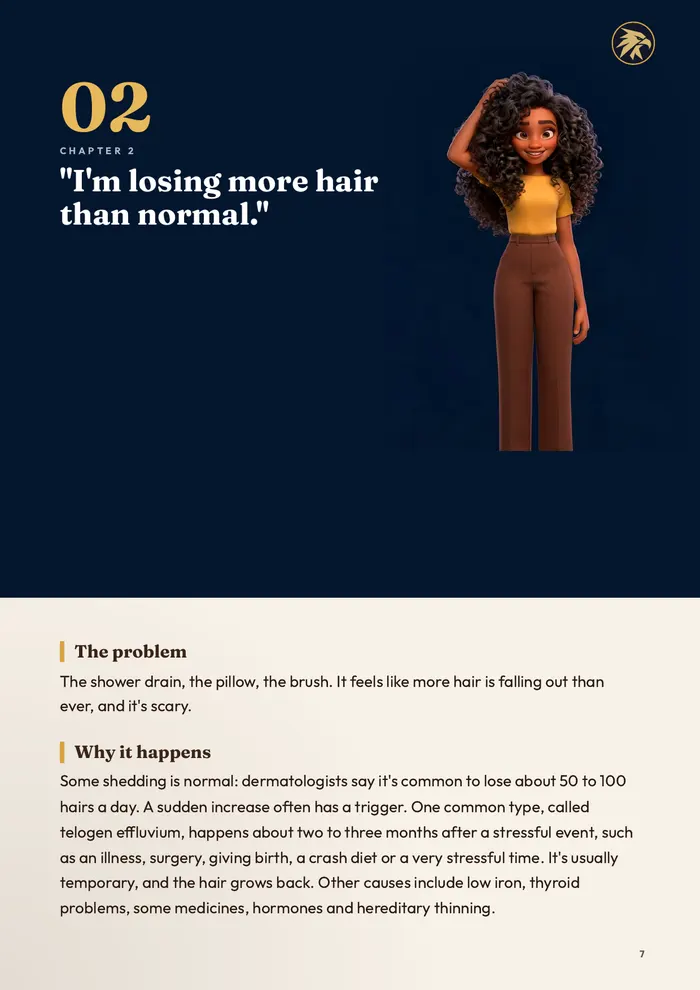 02
CHAPTER 2
"I'm losing more hair
than normal."
The problem
The shower drain, the pillow, the brush. It feels like more hair is falling out than
ever, and it's scary.
Why it happens
Some shedding is normal: dermatologists say it's common to lose about 50 to 100
hairs a day. A sudden increase often has a trigger. One common type, called
telogen effluvium, happens about two to three months after a stressful event, such
as an illness, surgery, giving birth, a crash diet or a very stressful time. It's usually
temporary, and the hair grows back. Other causes include low iron, thyroid
problems, some medicines, hormones and hereditary thinning.
7